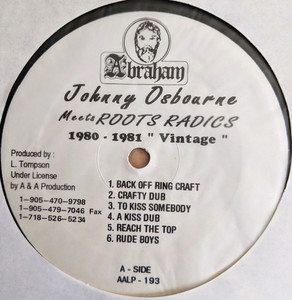 Abraham
Johnny Osbourne
Meets ROOTS RADICS
1980 - 1981 " Vintage "
Produced by :
L. Tompson
Under License
by A & A Production
1-905-470-9798
1-905-479-7046 Fax
1-718-526-5234
1. BACK OFF RING CRAFT
2. CRAFTY DUB
3. TO KISS SOMEBODY
4. A KISS DUB
5. REACH THE TOP
6. RUDE BOYS
A - SIDE
AALP - 193